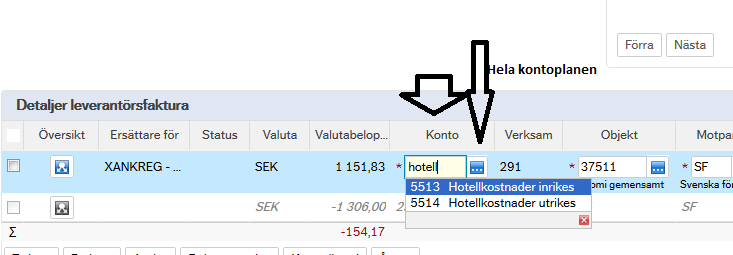 Förra Nästa
Hela kontoplanen
Detaljer leverantörsfaktura
Översikt Ersättare för Status Valuta Valutabelop... Konto Verksam Objekt Motpar
XANKREG - ... SEK 1 151,83 * hotell ... 291 * 37511 ... * SF
5513 Hotellkostnader inrikes omi gemensamt Svenska för
5514 Hotellkostnader utrikes
SEK -1 306,00 SF
Σ -154,17